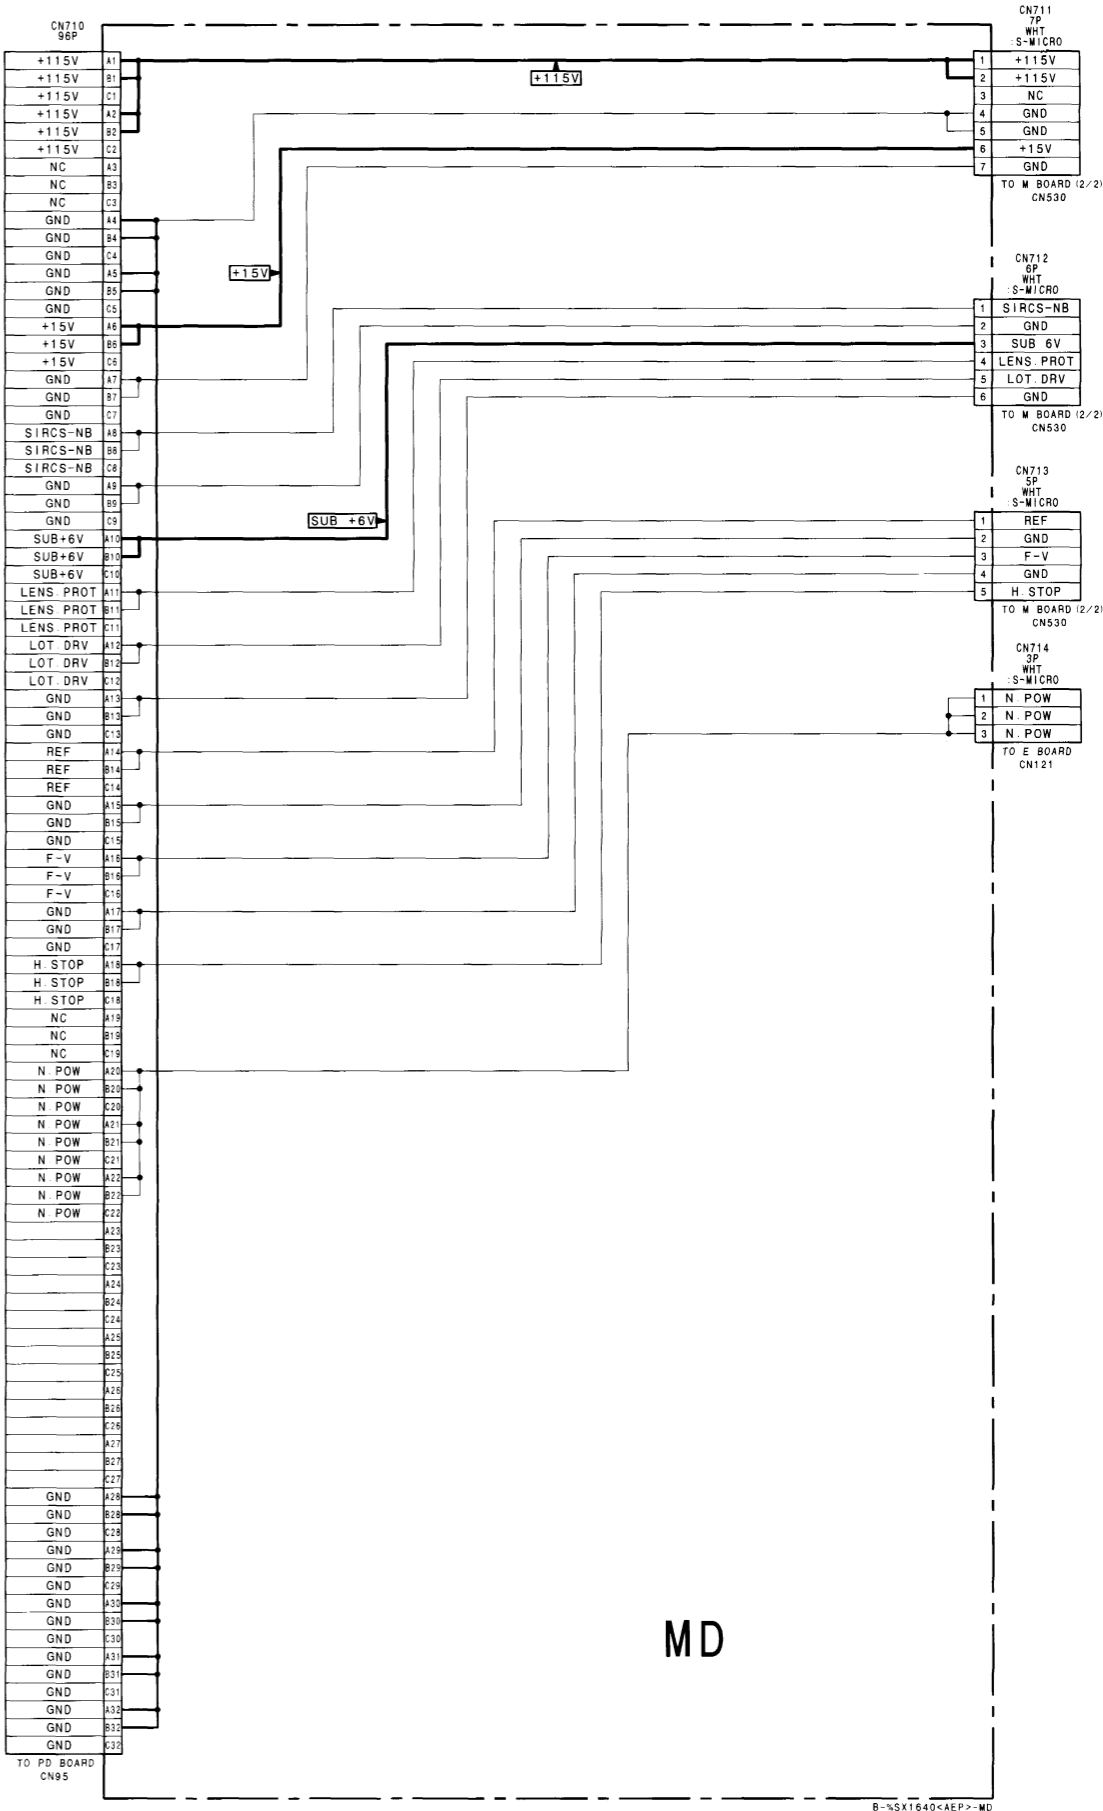 CN710
96P
+115V A1
+115V B1
+115V C1
+115V A2
+115V B2
+115V C2
NC A3
NC B3
NC C3
GND A4
GND B4
GND C4
GND A5
GND B5
GND C5
+15V A6
+15V B6
+15V C6
GND A7
GND B7
GND C7
SIRCS-NB A8
SIRCS-NB B8
SIRCS-NB C8
GND A9
GND B9
GND C9
SUB+6V A10
SUB+6V B10
SUB+6V C10
LENS.PROT A11
LENS.PROT B11
LENS.PROT C11
LOT.DRV A12
LOT.DRV B12
LOT.DRV C12
GND A13
GND B13
GND C13
REF A14
REF B14
REF C14
GND A15
GND B15
GND C15
F-V A16
F-V B16
F-V C16
GND A17
GND B17
GND C17
H.STOP A18
H.STOP B18
H.STOP C18
NC A19
NC B19
NC C19
N.POW A20
N.POW B20
N.POW C20
N.POW A21
N.POW B21
N.POW C21
N.POW A22
N.POW B22
N.POW C22
A23
B23
C23
A24
B24
C24
A25
B25
C25
A26
B26
C26
A27
B27
C27
GND A28
GND B28
GND C28
GND A29
GND B29
GND C29
GND A30
GND B30
GND C30
GND A31
GND B31
GND C31
GND A32
GND B32
GND C32
TO PD BOARD
CN95
+115V
+15V
SUB +6V
CN711
7P
WHT
:S-MICRO
1 +115V
2 +115V
3 NC
4 GND
5 GND
6 +15V
7 GND
TO M BOARD (2/2)
CN530
CN712
6P
WHT
:S-MICRO
1 SIRCS-NB
2 GND
3 SUB 6V
4 LENS.PROT
5 LOT.DRV
6 GND
TO M BOARD (2/2)
CN530
CN713
5P
WHT
:S-MICRO
1 REF
2 GND
3 F-V
4 GND
5 H.STOP
TO M BOARD (2/2)
CN530
CN714
3P
WHT
:S-MICRO
1 N.POW
2 N.POW
3 N.POW
TO E BOARD
CN121
MD
B-%SX1640<AEP>-MD